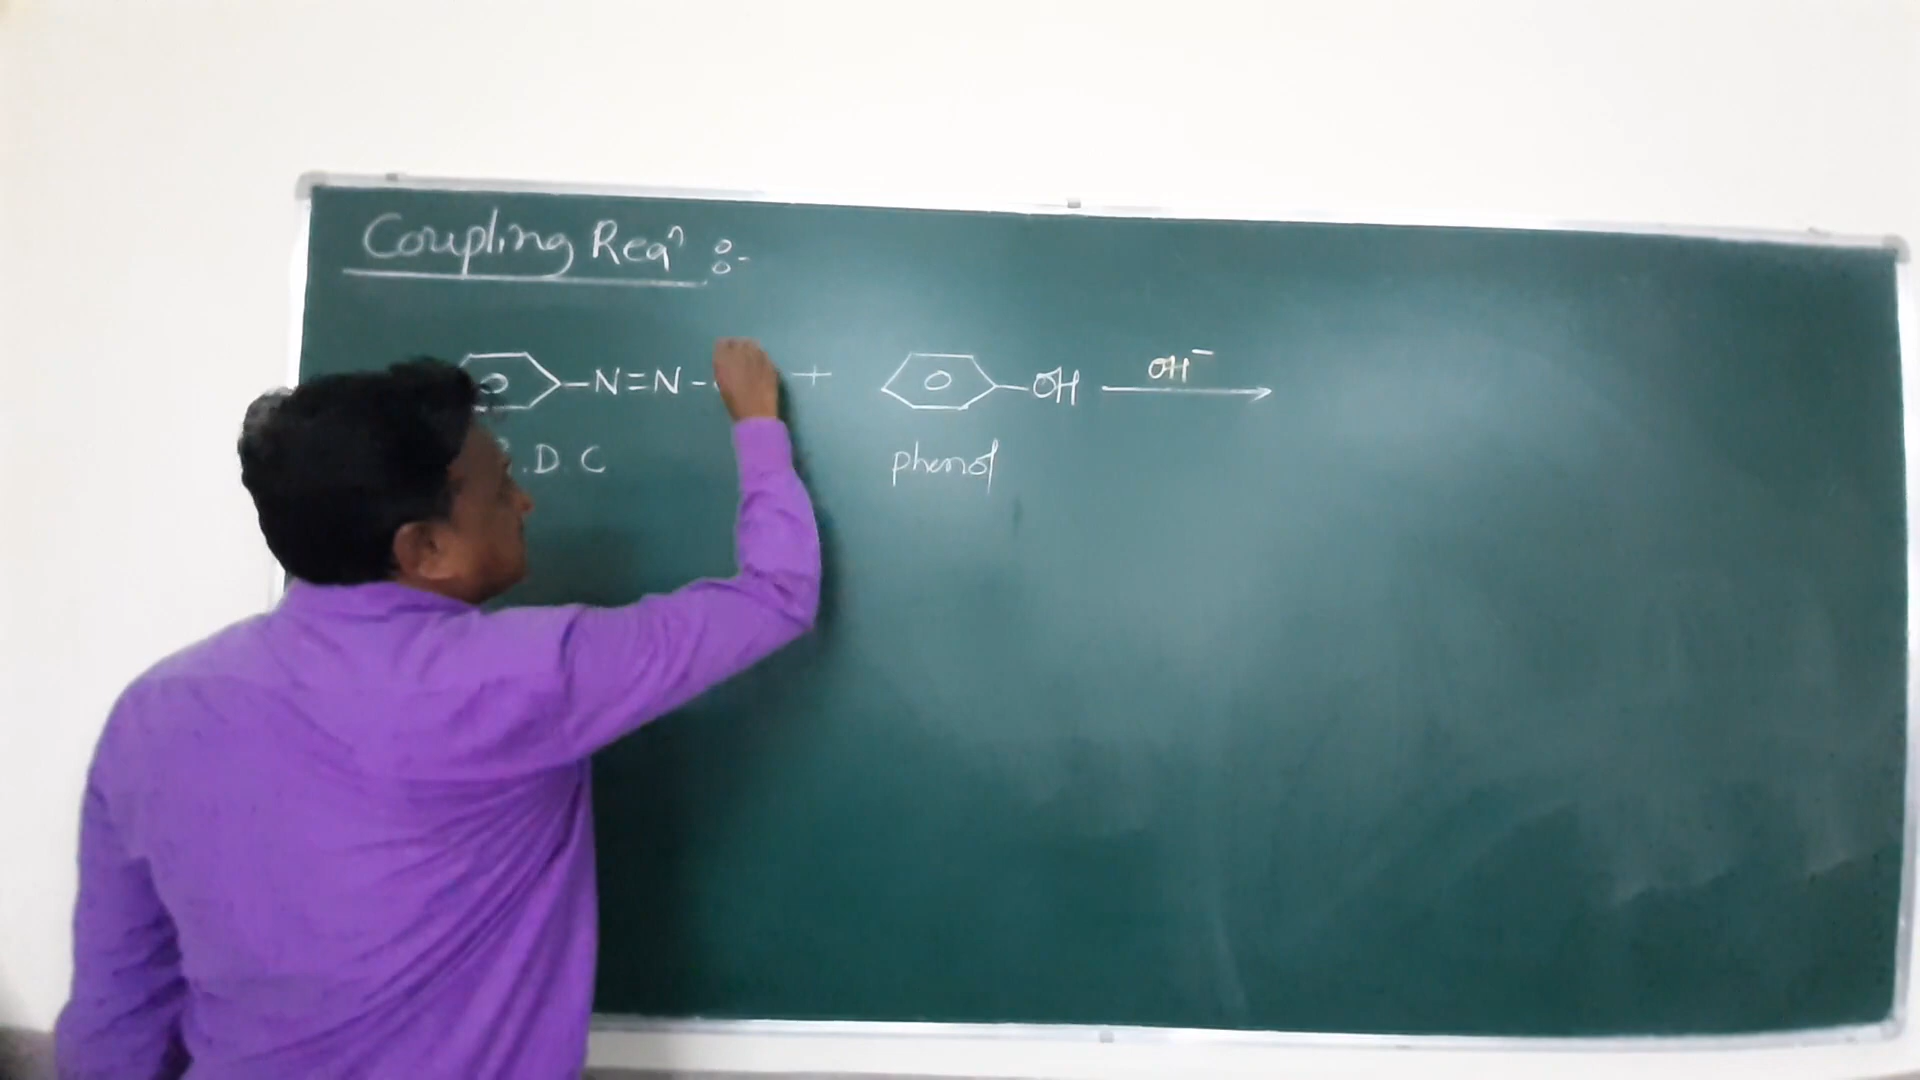 Coupling Reaⁿ :-
-N=N- + -OH OH⁻
.D.C phenol